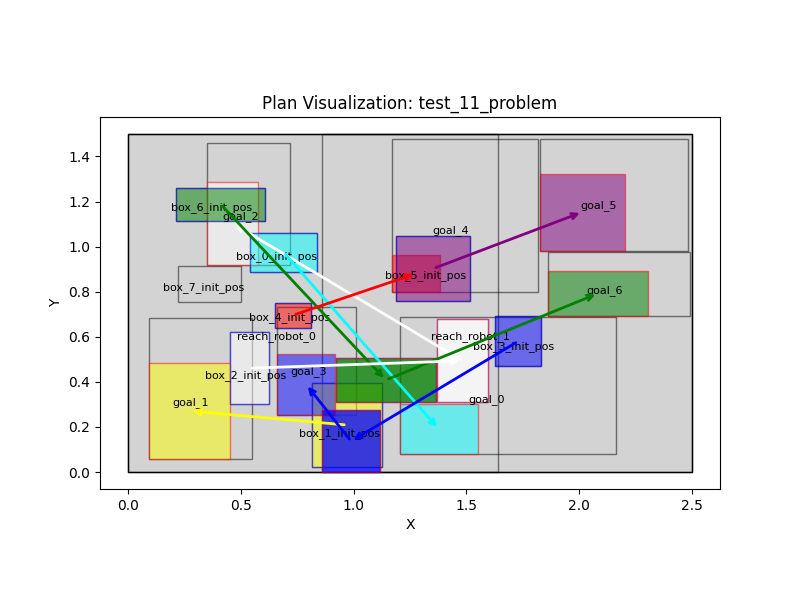 Plan Visualization: test_11_problem
1.4
1.2
1.0
0.8
0.6
0.4
0.2
0.0
Y
box_6_init_pos
goal_2
goal_5
goal_4
box_0_init_pos
box_5_init_pos
box_7_init_pos
goal_6
box_4_init_pos
reach_robot_0
reach_robot_1
box_3_init_pos
box_2_init_pos
goal_3
goal_1
goal_0
box_1_init_pos
0.0
0.5
1.0
1.5
2.0
2.5
X